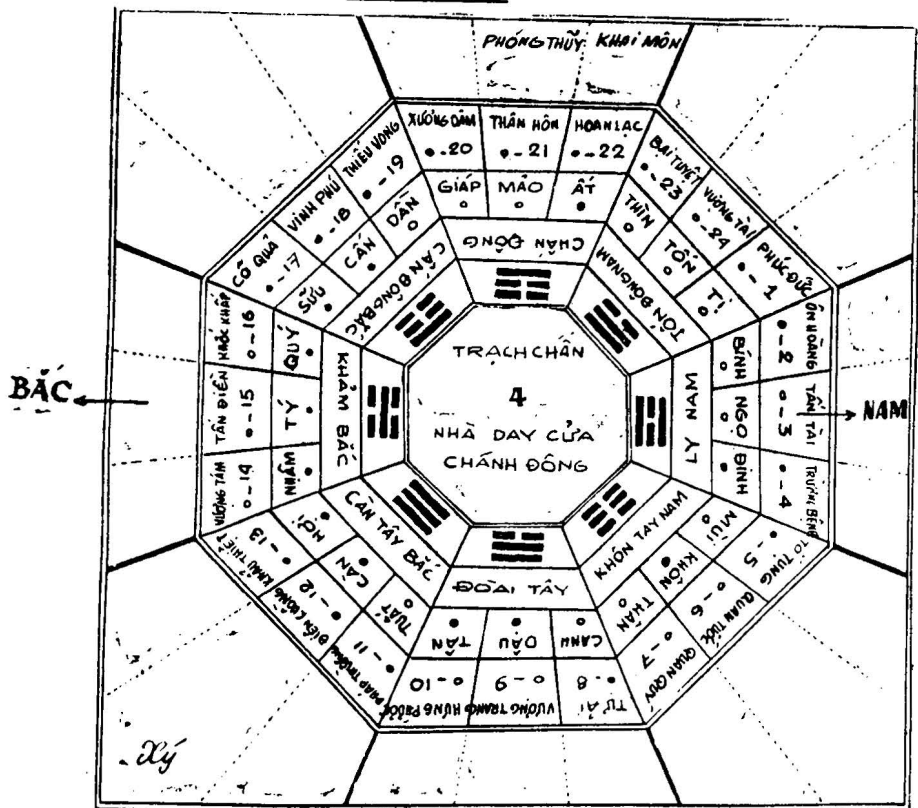 PHÓNG THỦY KHAI MÔN
XƯƠNG DÂM
THÂN HÔN
HOAN LẠC
20
21
22
GIÁP
MÃO
ẤT
CHẤN ĐÔNG
BẠI TUYỆT
VƯỢNG TÀI
PHÚC ĐỨC
23
24
1
THÌN
TỐN
TỊ
TỐN ĐÔNG NAM
ÔN HOÀNG
TẤN TÀI
TRƯỜNG BỆNH
2
3
4
BÍNH
NGỌ
ĐINH
LY NAM
NAM
TỐ TỤNG
QUAN TƯỚC
QUAN QUÝ
5
6
7
MÙI
KHÔN
THÂN
KHÔN TAY NAM
TỰ ẢI
VƯỢNG TRANG
HƯNG PHƯỚC
8
9
10
CANH
DẬU
TÂN
ĐOÀI TÂY
PHÁP TRƯỜNG
ĐIÊN CUỒNG
KHẨU THIỆT
11
12
13
TUẤT
CÀN
HỢI
CÀN TÂY BẮC
VƯỢNG TÀM
TẤN ĐIỀN
KHỐC KHẤP
14
15
16
NHÂM
TÝ
QUÝ
KHẢM BẮC
BẮC
CÔ QUẢ
VINH PHÚ
THIẾU VONG
17
18
19
SỬU
CẤN
DẦN
CẤN ĐÔNG BẮC
TRẠCH CHẤN
4
NHÀ DAY CỬA
CHÁNH ĐÔNG
Xý